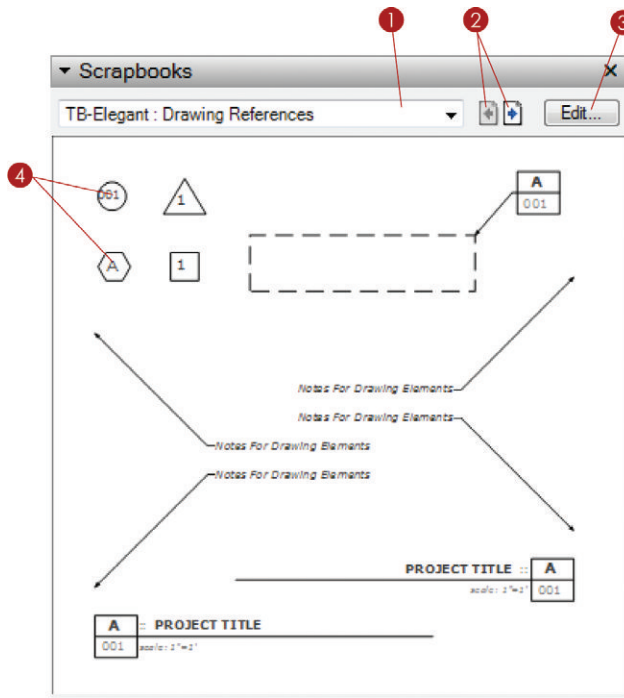 1
2
3
Scrapbooks
TB-Elegant : Drawing References
Edit...
4
001
1
A
001
A
1
Notes For Drawing Elements
Notes For Drawing Elements
Notes For Drawing Elements
Notes For Drawing Elements
PROJECT TITLE :: A
scale: 1"=1' 001
A :: PROJECT TITLE
001 scale: 1"=1'